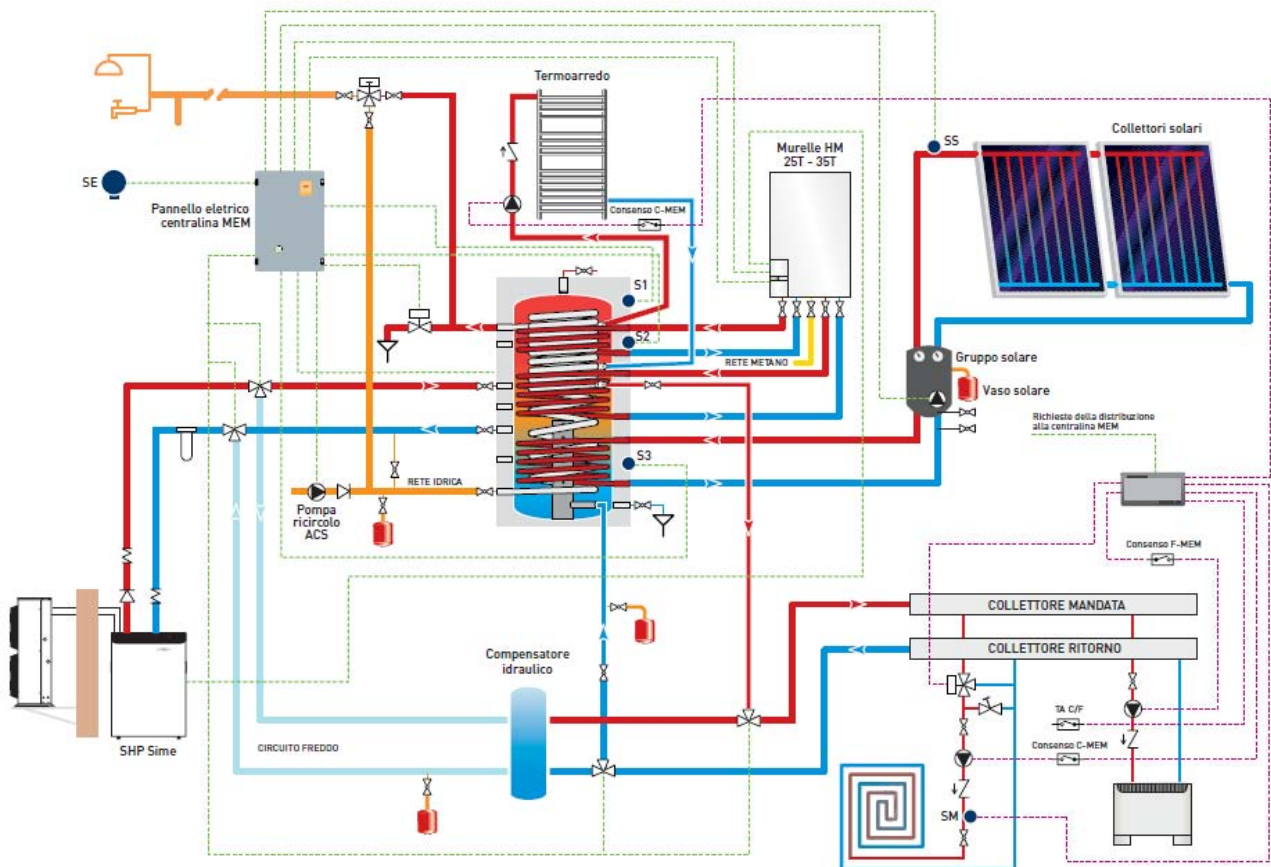 Termoarredo
Collettori solari
SS
Murelle HM
25T - 35T
SE
Pannello eletrico
centralina MEM
Consenso C-MEM
S1
S2
RETE METANO
Gruppo solare
Vaso solare
Richieste della distribuzione
alla centralina MEM
S3
RETE IDRICA
Pompa
ricircolo
ACS
Consenso F-MEM
COLLETTORE MANDATA
COLLETTORE RITORNO
Compensatore
idraulico
TA C/F
SHP Sime
CIRCUITO FREDDO
Consenso C-MEM
SM